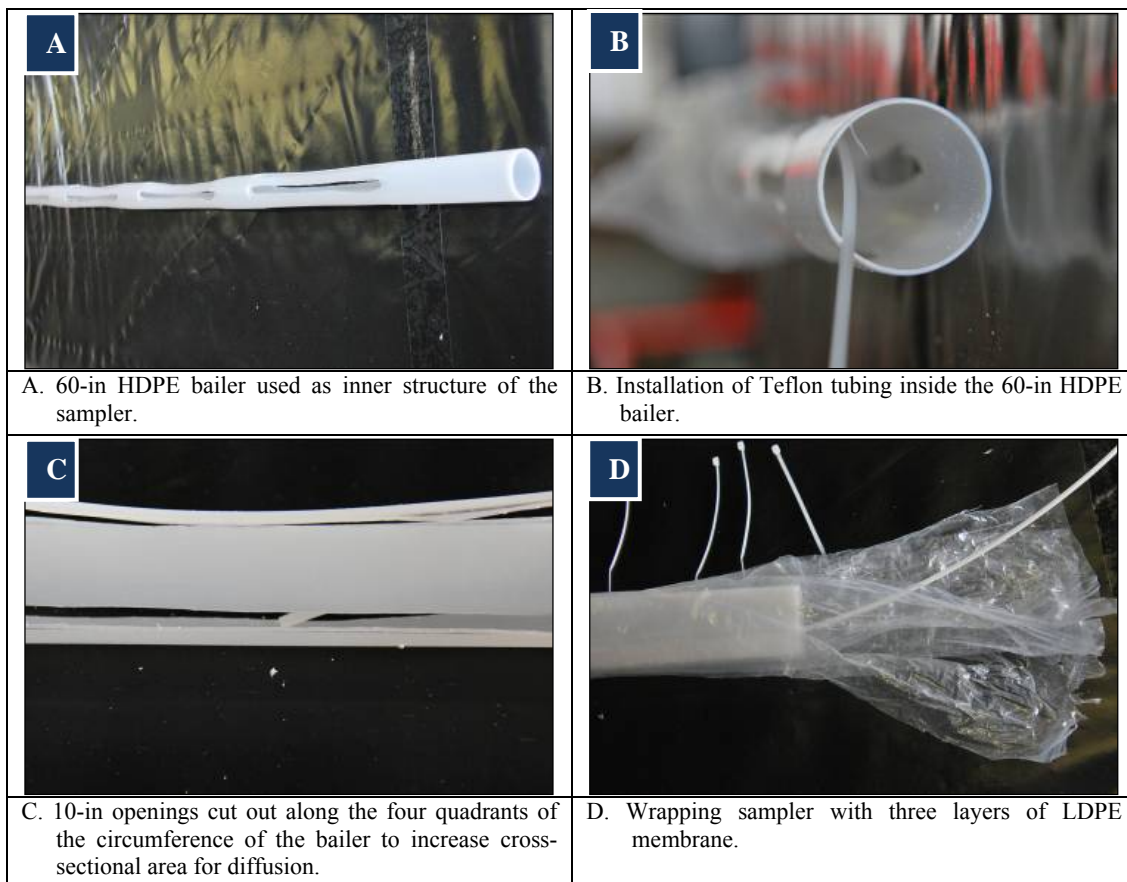 A
B
A. 60-in HDPE bailer used as inner structure of the
sampler.
B. Installation of Teflon tubing inside the 60-in HDPE
bailer.
C
D
C. 10-in openings cut out along the four quadrants of
the circumference of the bailer to increase cross-
sectional area for diffusion.
D. Wrapping sampler with three layers of LDPE
membrane.